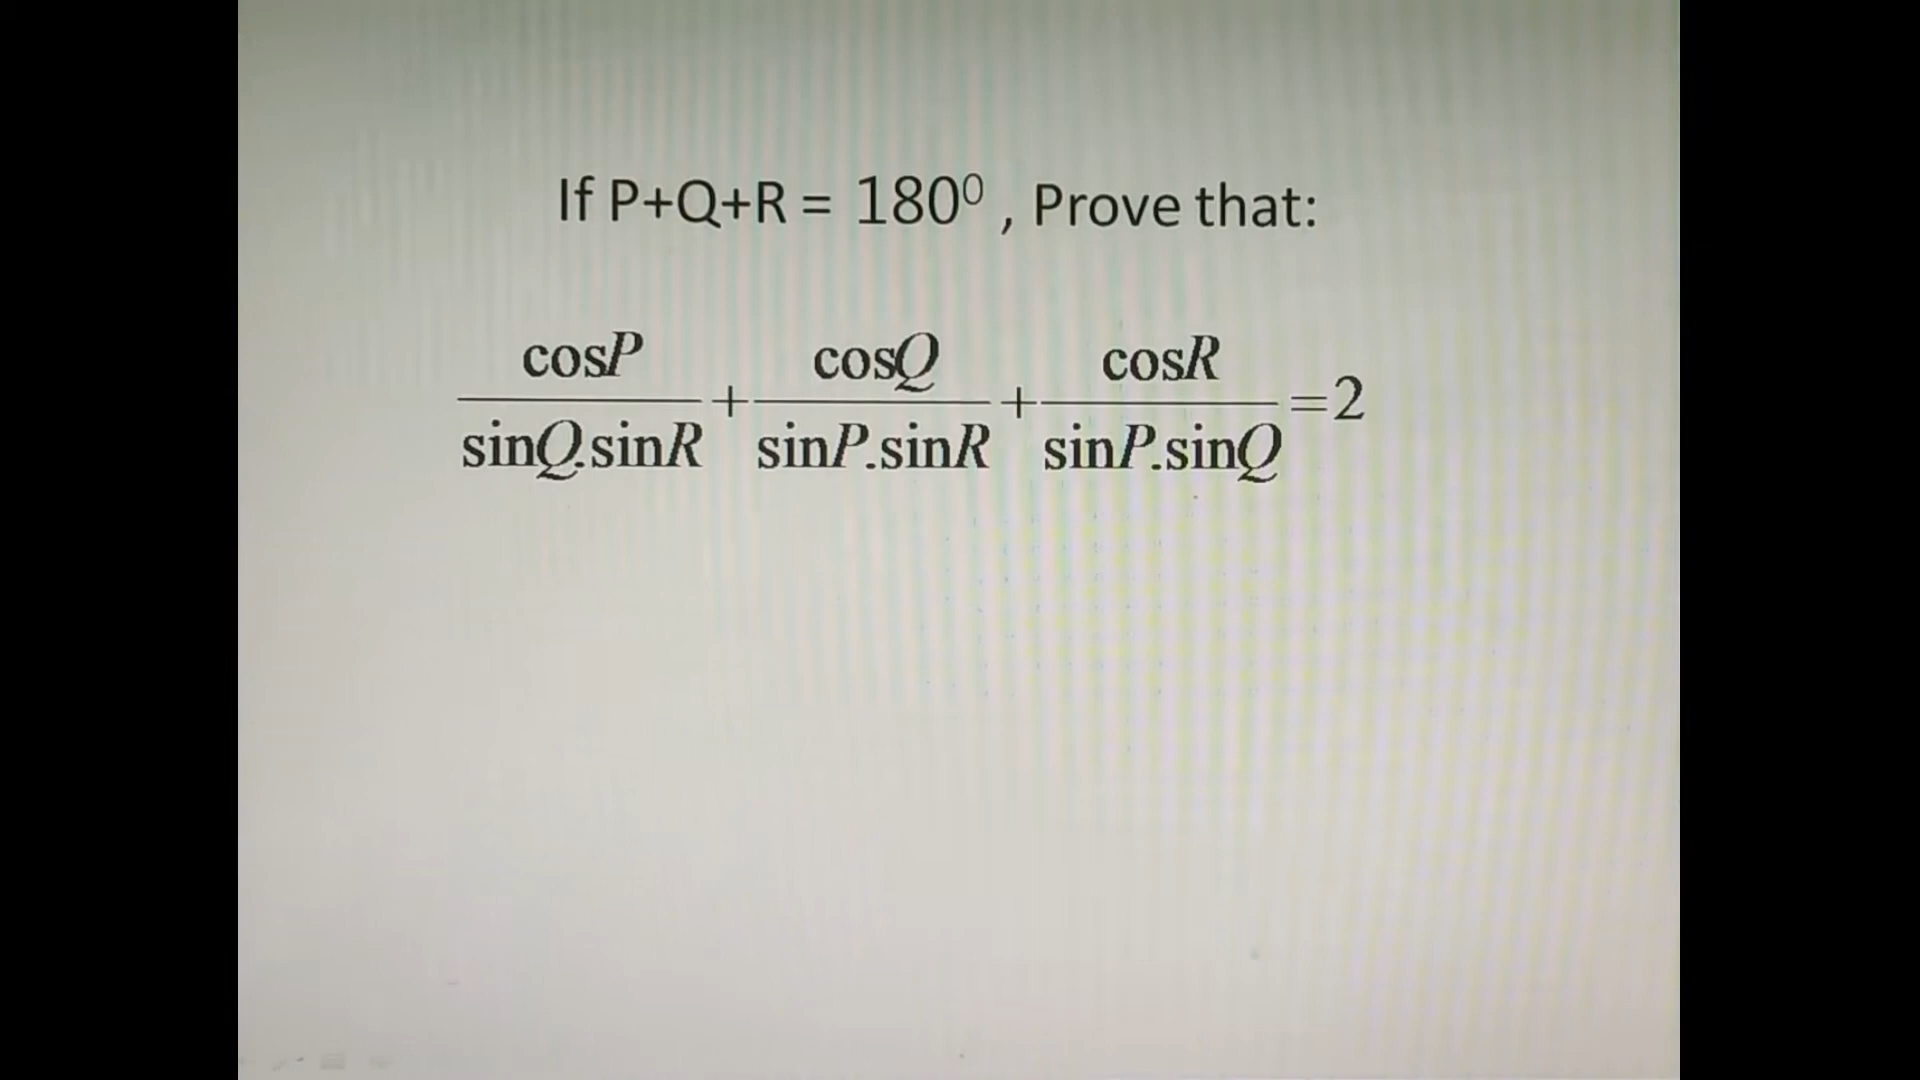 If P+Q+R = 180⁰ , Prove that:
cosP/sinQ.sinR + cosQ/sinP.sinR + cosR/sinP.sinQ =2